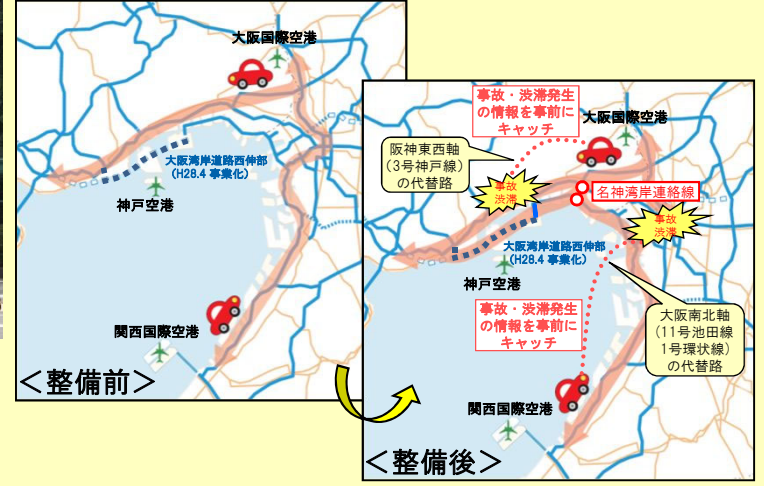 大阪国際空港
大阪湾岸道路西伸部
（H28.4 事業化）
神戸空港
関西国際空港
＜整備前＞
事故・渋滞発生
の情報を事前に
キャッチ
大阪国際空港
阪神東西軸
（3号神戸線）
の代替路
事故
渋滞
名神湾岸連絡線
事故
渋滞
大阪湾岸道路西伸部
（H28.4 事業化）
神戸空港
事故・渋滞発生
の情報を事前に
キャッチ
大阪南北軸
（11号池田線
1号環状線）
の代替路
関西国際空港
＜整備後＞